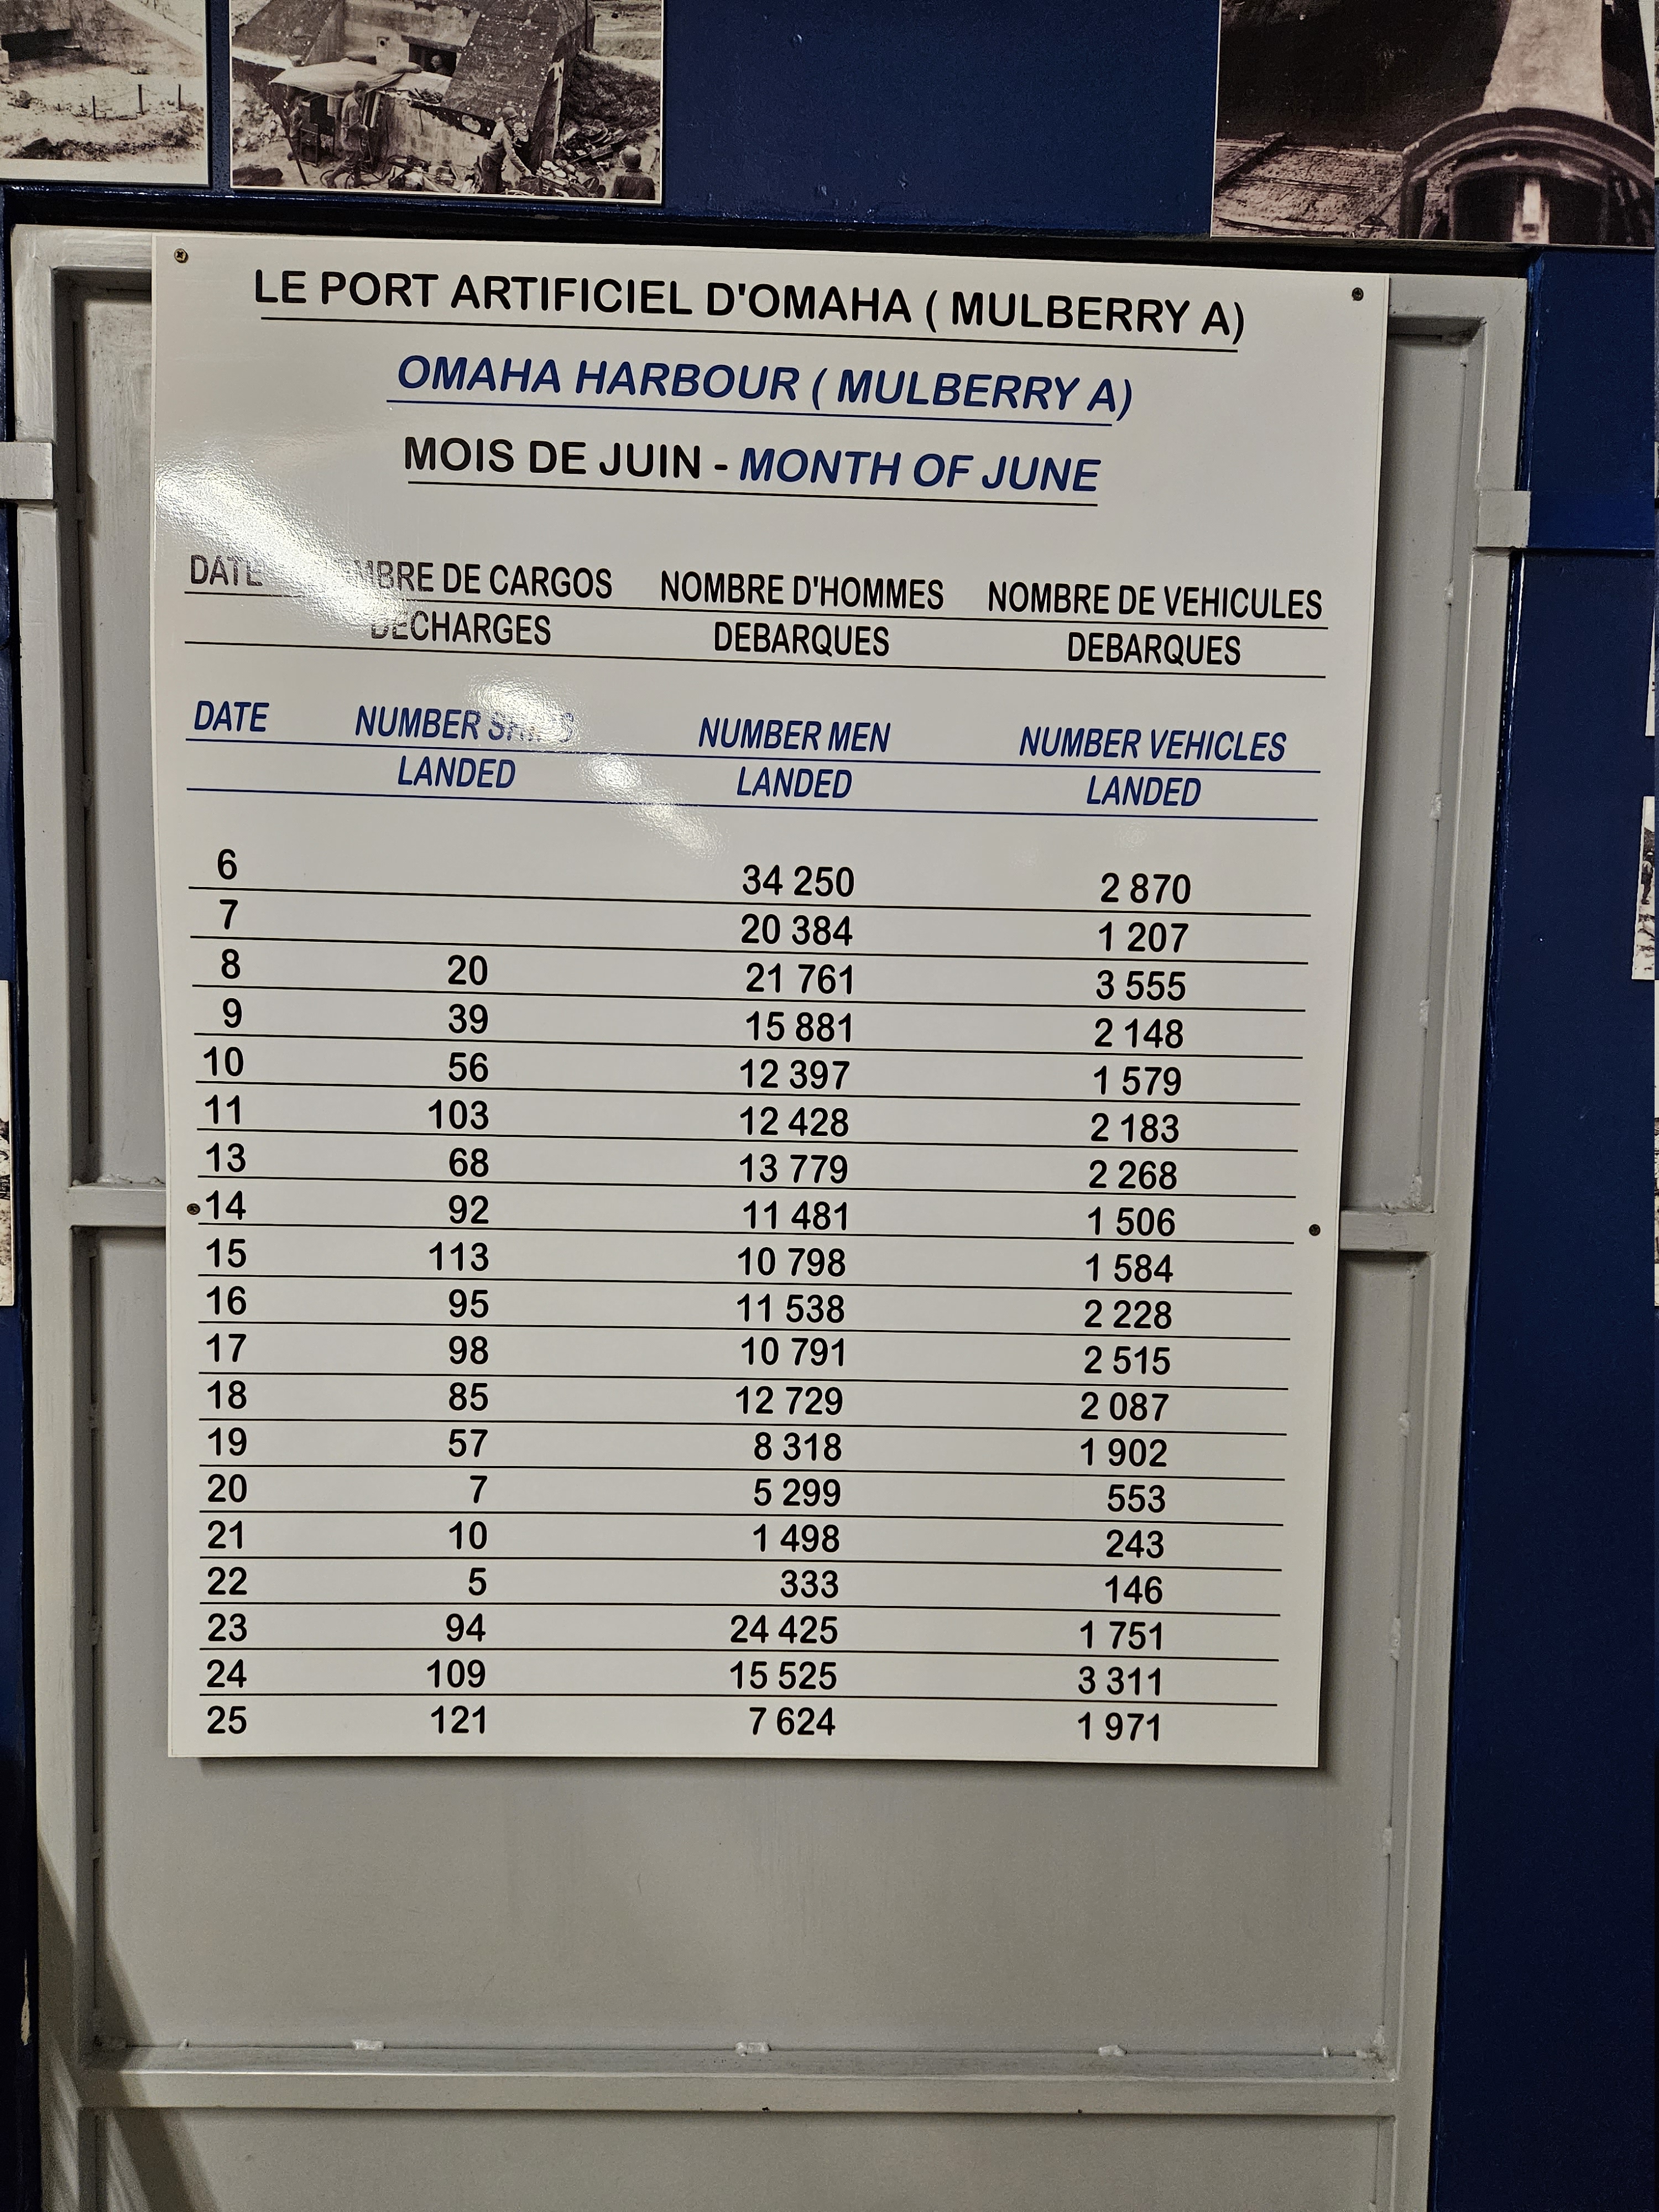 LE PORT ARTIFICIEL D'OMAHA ( MULBERRY A)
OMAHA HARBOUR ( MULBERRY A)
MOIS DE JUIN - MONTH OF JUNE
DATE NOMBRE DE CARGOS NOMBRE D'HOMMES NOMBRE DE VEHICULES
DECHARGES DEBARQUES DEBARQUES
DATE NUMBER SHIPS NUMBER MEN NUMBER VEHICLES
LANDED LANDED LANDED
6 34 250 2 870
7 20 384 1 207
8 20 21 761 3 555
9 39 15 881 2 148
10 56 12 397 1 579
11 103 12 428 2 183
13 68 13 779 2 268
14 92 11 481 1 506
15 113 10 798 1 584
16 95 11 538 2 228
17 98 10 791 2 515
18 85 12 729 2 087
19 57 8 318 1 902
20 7 5 299 553
21 10 1 498 243
22 5 333 146
23 94 24 425 1 751
24 109 15 525 3 311
25 121 7 624 1 971